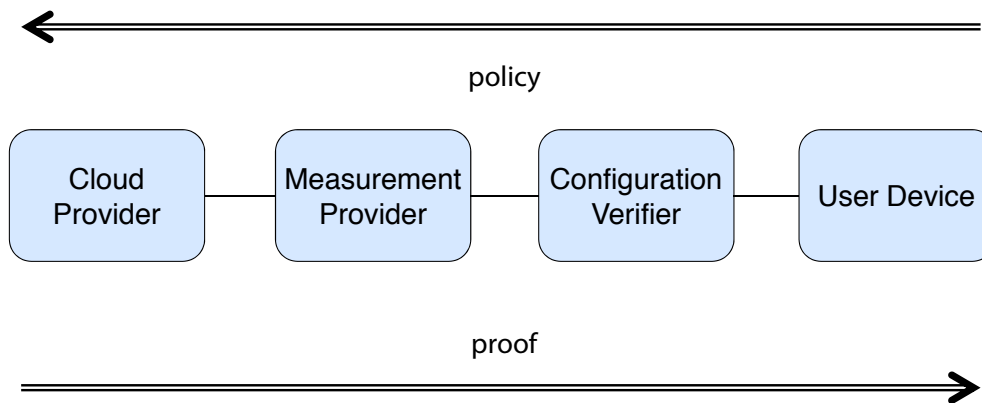 policy
Cloud
Provider
Measurement
Provider
Configuration
Verifier
User Device
proof